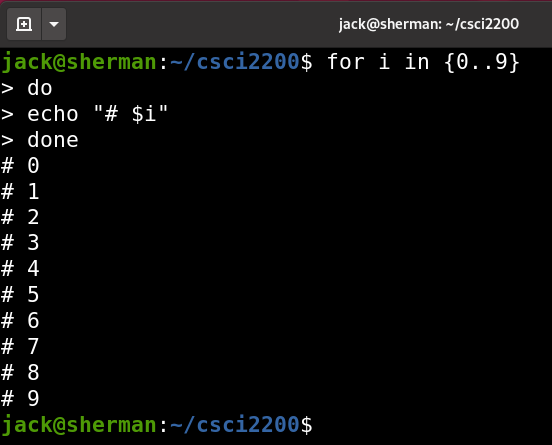 jack@sherman: ~/csci2200
jack@sherman:~/csci2200$ for i in {0..9}
> do
> echo "# $i"
> done
# 0
# 1
# 2
# 3
# 4
# 5
# 6
# 7
# 8
# 9
jack@sherman:~/csci2200$